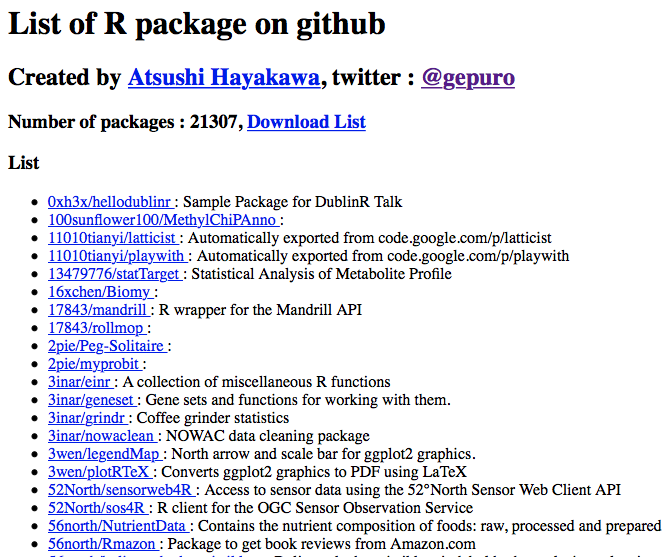 List of R package on github
Created by Atsushi Hayakawa, twitter : @gepuro
Number of packages : 21307, Download List
List
• 0xh3x/hellodublinr : Sample Package for DublinR Talk
• 100sunflower100/MethylChiPAnno :
• 11010tianyi/latticist : Automatically exported from code.google.com/p/latticist
• 11010tianyi/playwith : Automatically exported from code.google.com/p/playwith
• 13479776/statTarget : Statistical Analysis of Metabolite Profile
• 16xchen/Biomy :
• 17843/mandrill : R wrapper for the Mandrill API
• 17843/rollmop :
• 2pie/Peg-Solitaire :
• 2pie/myprobit :
• 3inar/einr : A collection of miscellaneous R functions
• 3inar/geneset : Gene sets and functions for working with them.
• 3inar/grindr : Coffee grinder statistics
• 3inar/nowaclean : NOWAC data cleaning package
• 3wen/legendMap : North arrow and scale bar for ggplot2 graphics.
• 3wen/plotRTeX : Converts ggplot2 graphics to PDF using LaTeX
• 52North/sensorweb4R : Access to sensor data using the 52°North Sensor Web Client API
• 52North/sos4R : R client for the OGC Sensor Observation Service
• 56north/NutrientData : Contains the nutrient composition of foods: raw, processed and prepared
• 56north/Rmazon : Package to get book reviews from Amazon.com